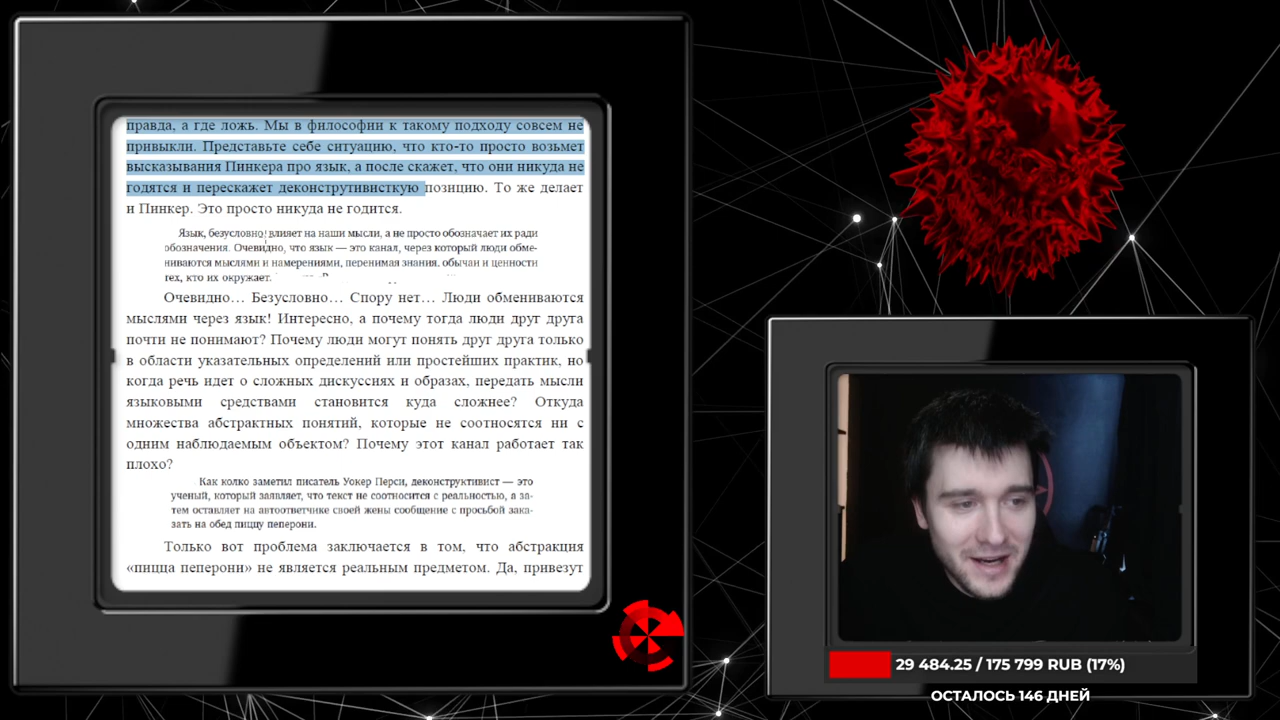 правда, а где ложь. Мы в философии к такому подходу совсем не
привыкли. Представьте себе ситуацию, что кто-то просто возьмет
высказывания Пинкера про язык, а после скажет, что они никуда не
годятся и перескажет деконструтивисткую позицию. То же делает
и Пинкер. Это просто никуда не годится.
Язык, безусловно, влияет на наши мысли, а не просто обозначает их ради
обозначения. Очевидно, что язык — это канал, через который люди обме-
ниваются мыслями и намерениями, перенимая знания, обычаи и ценности
тех, кто их окружает.
Очевидно… Безусловно… Спору нет… Люди обмениваются
мыслями через язык! Интересно, а почему тогда люди друг друга
почти не понимают? Почему люди могут понять друг друга только
в области указательных определений или простейших практик, но
когда речь идет о сложных дискуссиях и образах, передать мысли
языковыми средствами становится куда сложнее? Откуда
множества абстрактных понятий, которые не соотносятся ни с
одним наблюдаемым объектом? Почему этот канал работает так
плохо?
Как колко заметил писатель Уокер Перси, деконструктивист — это
ученый, который заявляет, что текст не соотносится с реальностью, а за-
тем оставляет на автоответчике своей жены сообщение с просьбой зака-
зать на обед пиццу пеперони.
Только вот проблема заключается в том, что абстракция
«пицца пеперони» не является реальным предметом. Да, привезут
29 484.25 / 175 799 RUB (17%)
ОСТАЛОСЬ 146 ДНЕЙ